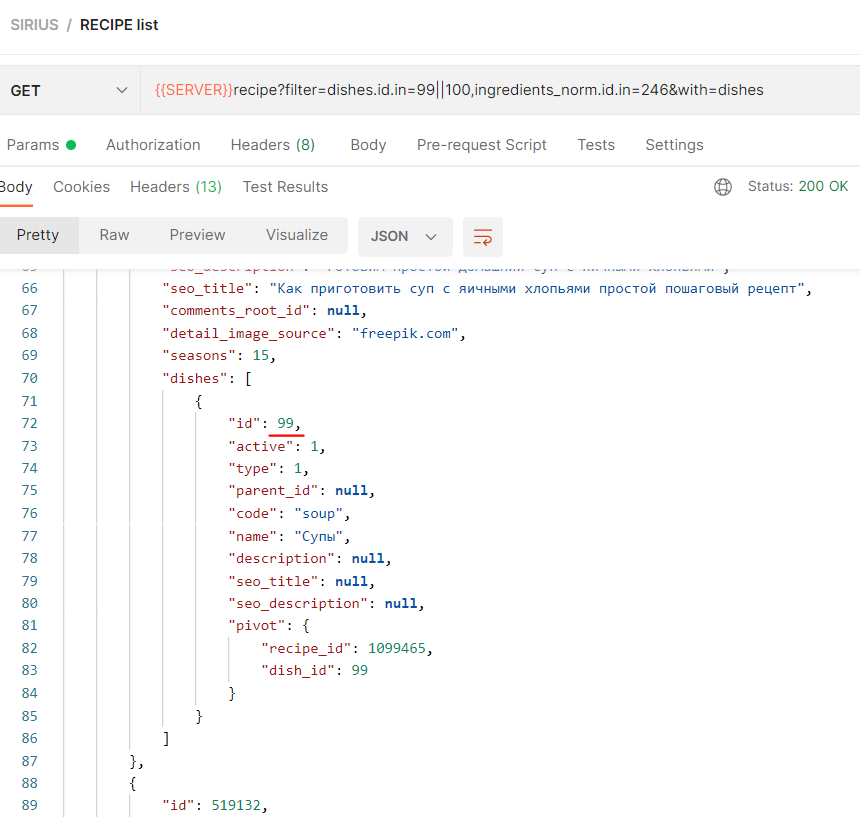 SIRIUS / RECIPE list
GET {{SERVER}}recipe?filter=dishes.id.in=99||100,ingredients_norm.id.in=246&with=dishes
Params Authorization Headers (8) Body Pre-request Script Tests Settings
Body Cookies Headers (13) Test Results Status: 200 OK
Pretty Raw Preview Visualize JSON
66 "seo_title": "Как приготовить суп с яичными хлопьями простой пошаговый рецепт",
67 "comments_root_id": null,
68 "detail_image_source": "freepik.com",
69 "seasons": 15,
70 "dishes": [
71 {
72 "id": 99,
73 "active": 1,
74 "type": 1,
75 "parent_id": null,
76 "code": "soup",
77 "name": "Супы",
78 "description": null,
79 "seo_title": null,
80 "seo_description": null,
81 "pivot": {
82 "recipe_id": 1099465,
83 "dish_id": 99
84 }
85 }
86 ]
87 },
88 {
89 "id": 519132,